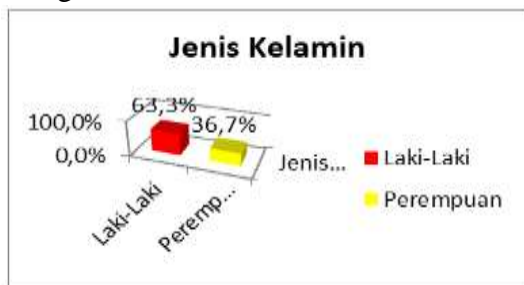 Jenis Kelamin
63,3%
36,7%
100,0%
0,0%
Jenis...
Laki-Laki
Peremp...
Laki-Laki
Perempuan